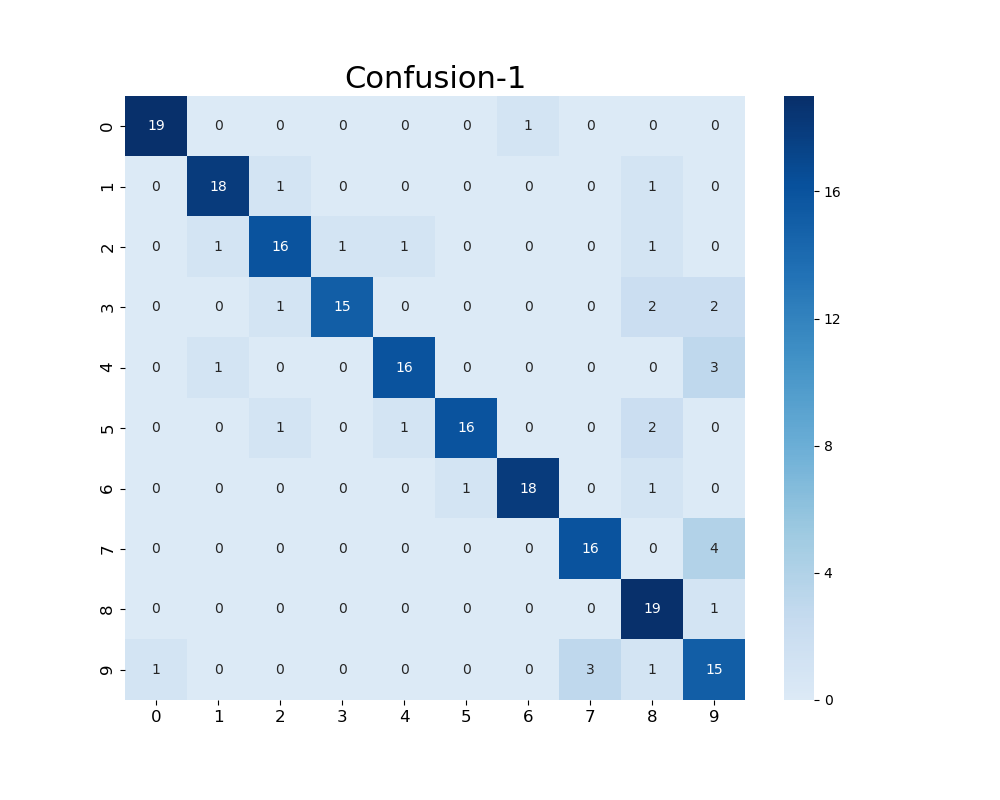 Confusion-1
0 19 0 0 0 0 0 1 0 0 0
1 0 18 1 0 0 0 0 0 1 0 16
2 0 1 16 1 1 0 0 0 1 0
3 0 0 1 15 0 0 0 0 2 2 12
4 0 1 0 0 16 0 0 0 0 3
5 0 0 1 0 1 16 0 0 2 0 8
6 0 0 0 0 0 1 18 0 1 0
7 0 0 0 0 0 0 0 16 0 4 4
8 0 0 0 0 0 0 0 0 19 1
9 1 0 0 0 0 0 0 3 1 15 0
0 1 2 3 4 5 6 7 8 9